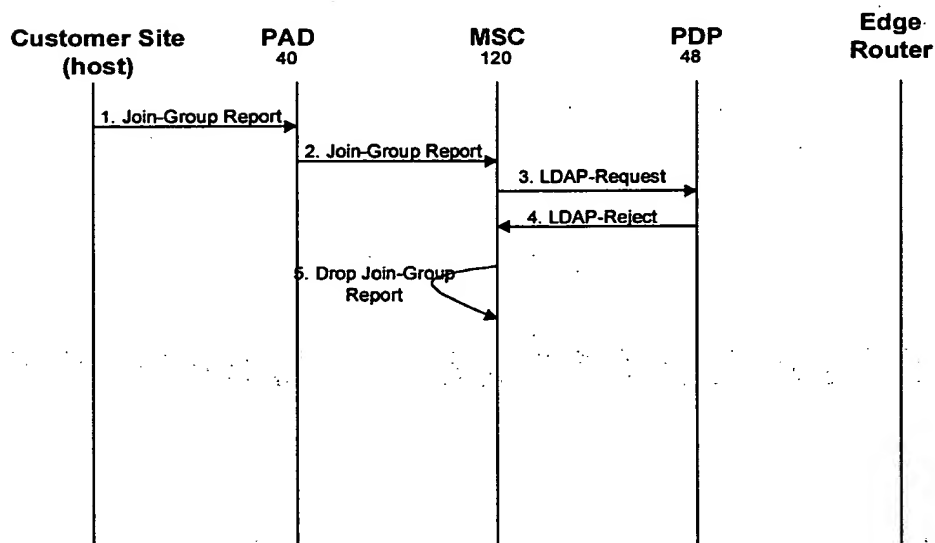 Customer Site
(host)
PAD
40
MSC
120
PDP
48
Edge
Router
1. Join-Group Report
2. Join-Group Report
3. LDAP-Request
4. LDAP-Reject
5. Drop Join-Group
Report